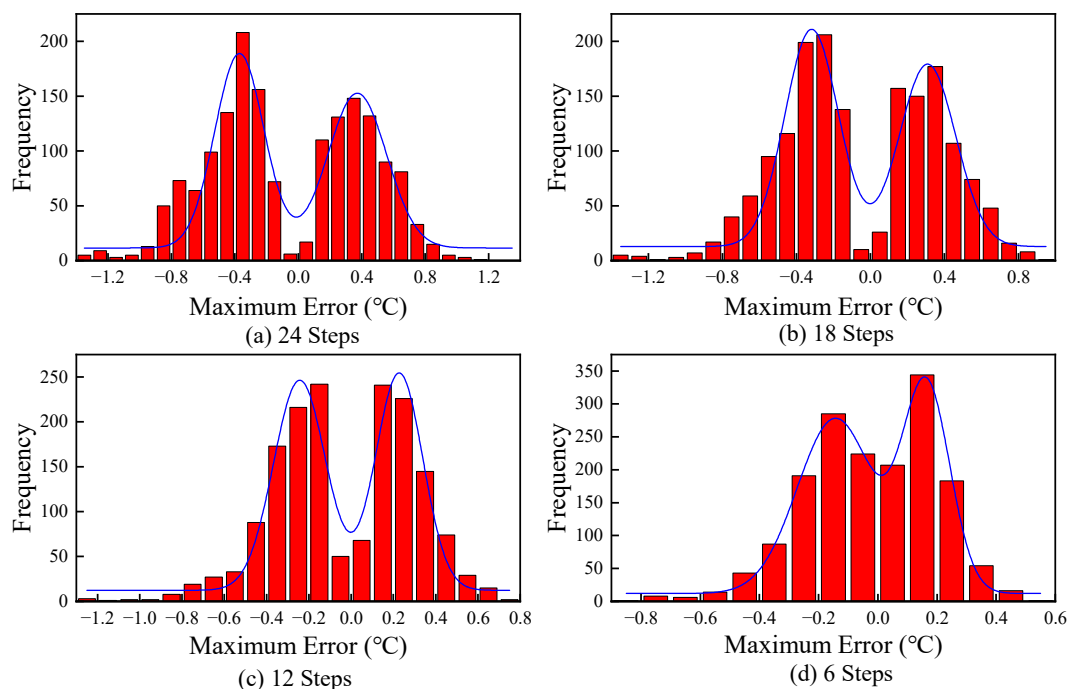 200
150
100
50
0
Frequency
−1.2 −0.8 −0.4 0.0 0.4 0.8 1.2
Maximum Error (°C)
(a) 24 Steps
200
150
100
50
0
Frequency
−1.2 −0.8 −0.4 0.0 0.4 0.8
Maximum Error (°C)
(b) 18 Steps
250
200
150
100
50
0
Frequency
−1.2 −1.0 −0.8 −0.6 −0.4 −0.2 0.0 0.2 0.4 0.6 0.8
Maximum Error (°C)
(c) 12 Steps
350
300
250
200
150
100
50
0
Frequency
−0.8 −0.6 −0.4 −0.2 0.0 0.2 0.4 0.6
Maximum Error (°C)
(d) 6 Steps